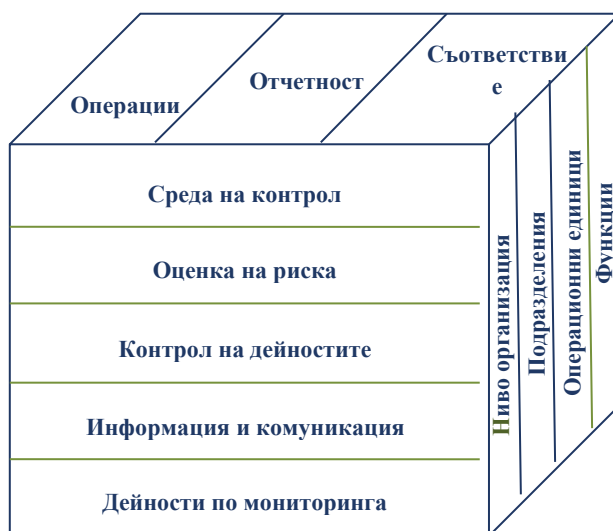 Операции
Отчетност
Съответстви
е
Среда на контрол
Оценка на риска
Контрол на дейностите
Информация и комуникация
Дейности по мониторинга
Ниво организация
Подразделения
Операционни единици
Функции